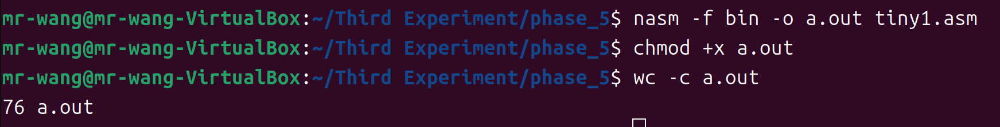 mr-wang@mr-wang-VirtualBox:~/Third Experiment/phase_5$ nasm -f bin -o a.out tiny1.asm
mr-wang@mr-wang-VirtualBox:~/Third Experiment/phase_5$ chmod +x a.out
mr-wang@mr-wang-VirtualBox:~/Third Experiment/phase_5$ wc -c a.out
76 a.out